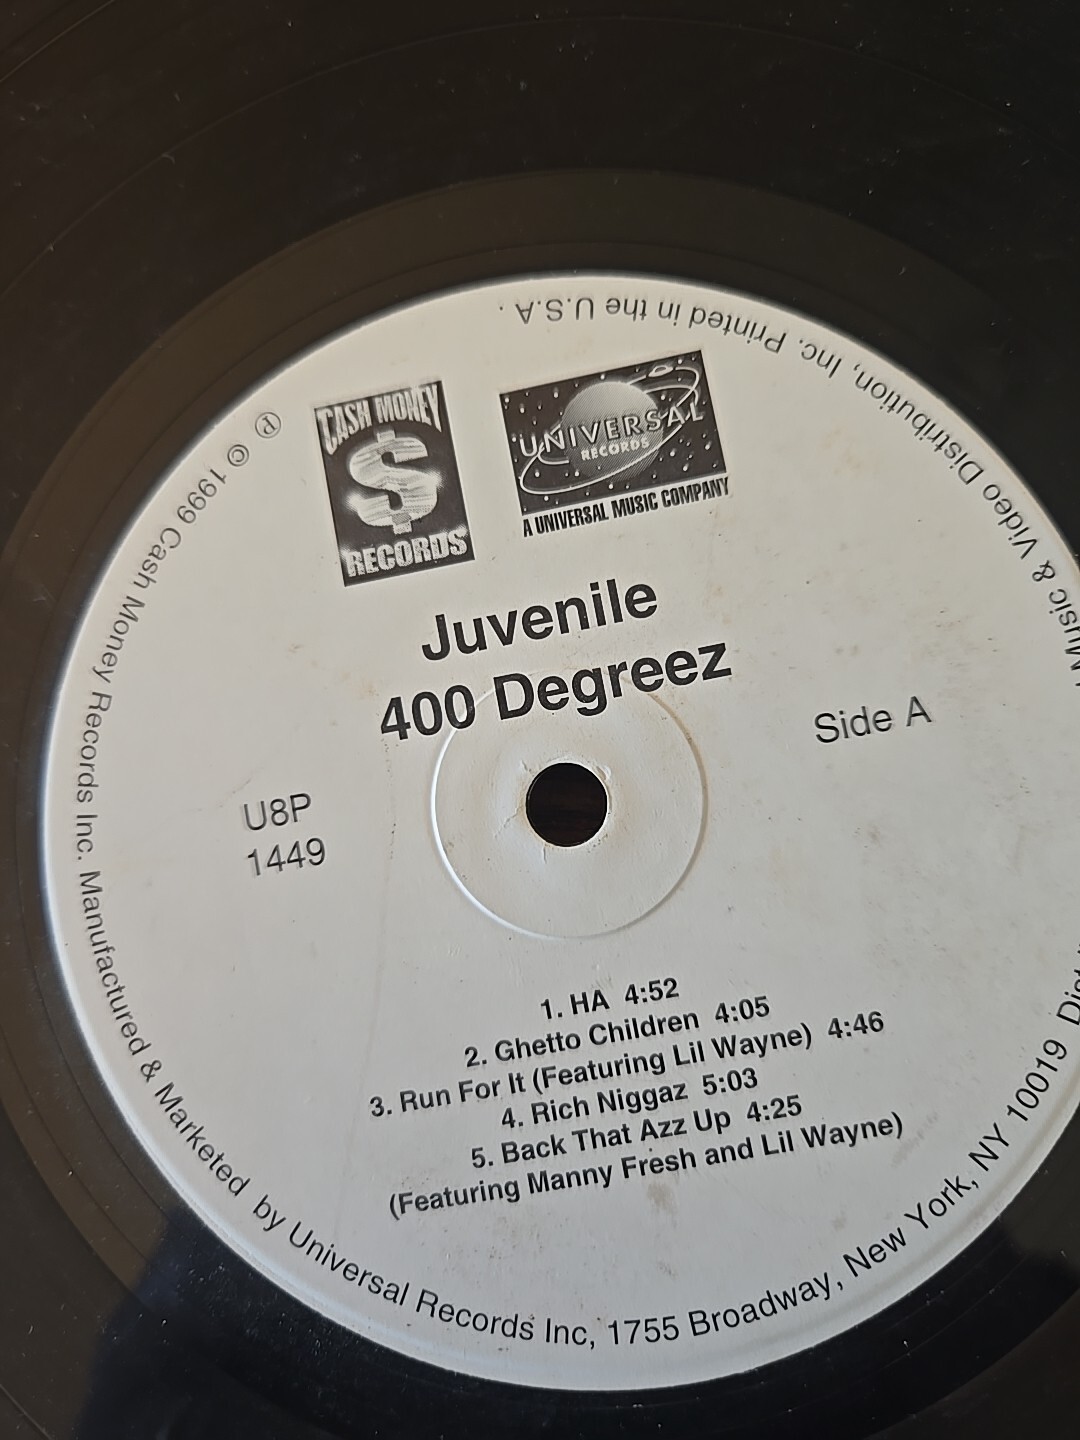 CASH MONEY
$
RECORDS
UNIVERSAL
RECORDS
A UNIVERSAL MUSIC COMPANY
Juvenile
400 Degreez
Side A
U8P
1449
1. HA 4:52
2. Ghetto Children 4:05
3. Run For It (Featuring Lil Wayne) 4:46
4. Rich Niggaz 5:03
5. Back That Azz Up 4:25
(Featuring Manny Fresh and Lil Wayne)
℗ © 1999 Cash Money Records Inc. Manufactured & Marketed by Universal Records Inc, 1755 Broadway, New York, NY 10019 Music & Video Distribution, Inc. Printed in the U.S.A.